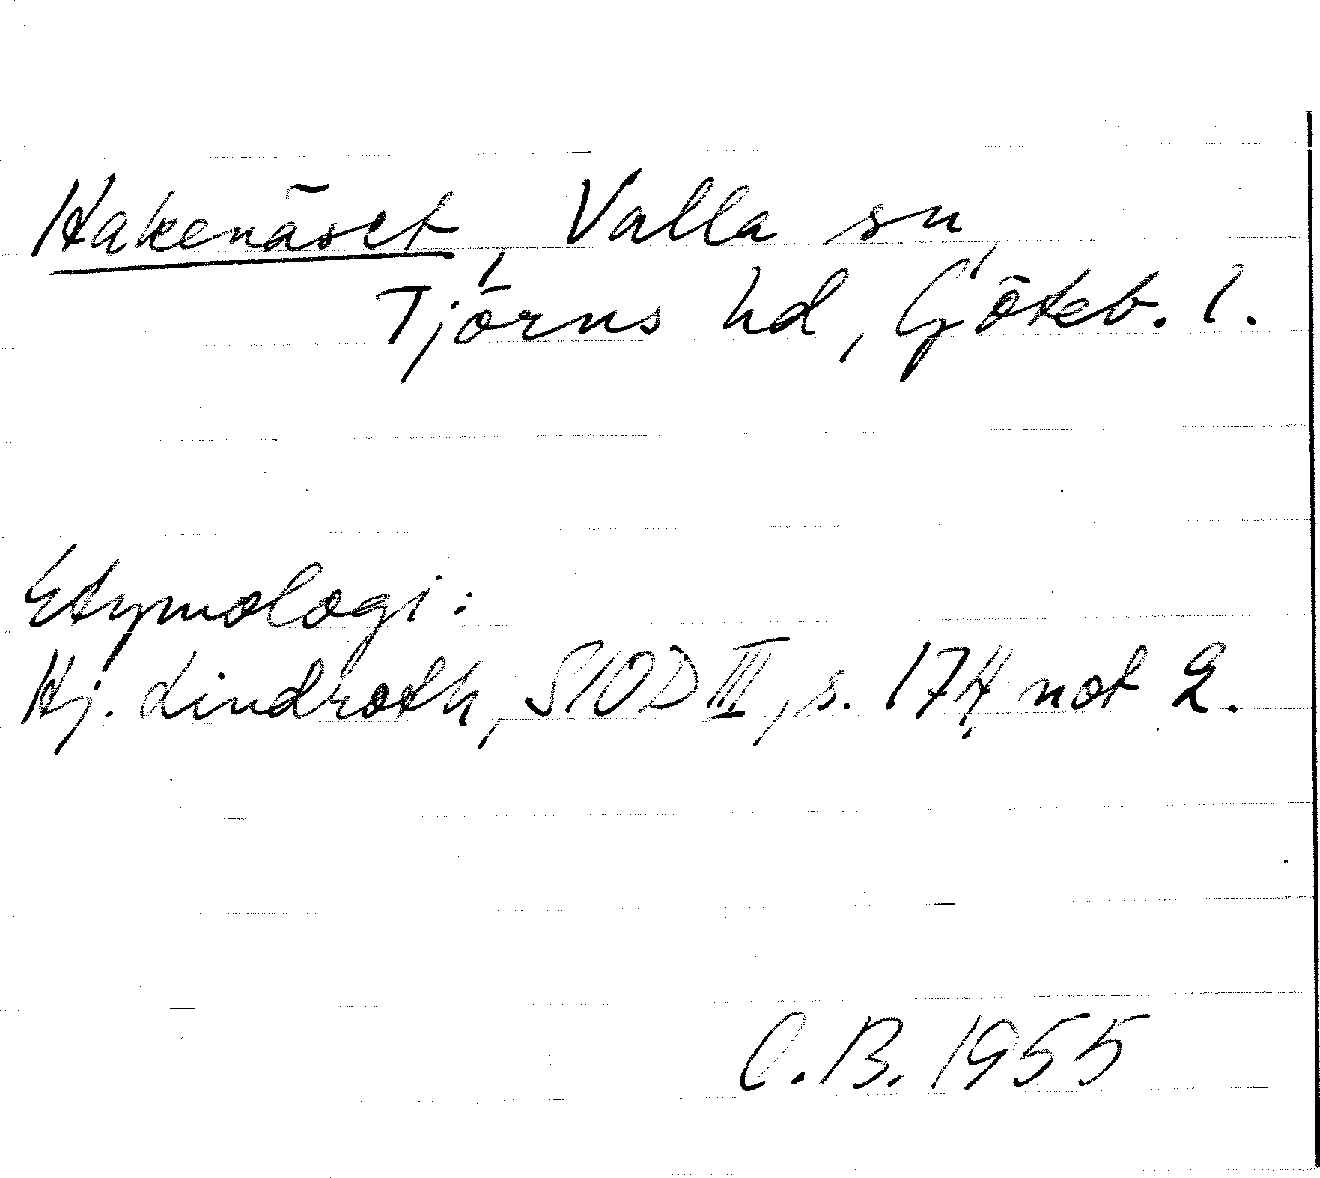 Hakenäset, Valla sn,
Tjörns hd, Göteb. l.
Etymologi:
Hj. Lindroth, SIOD III, s. 174 not 2.
C.B. 1955